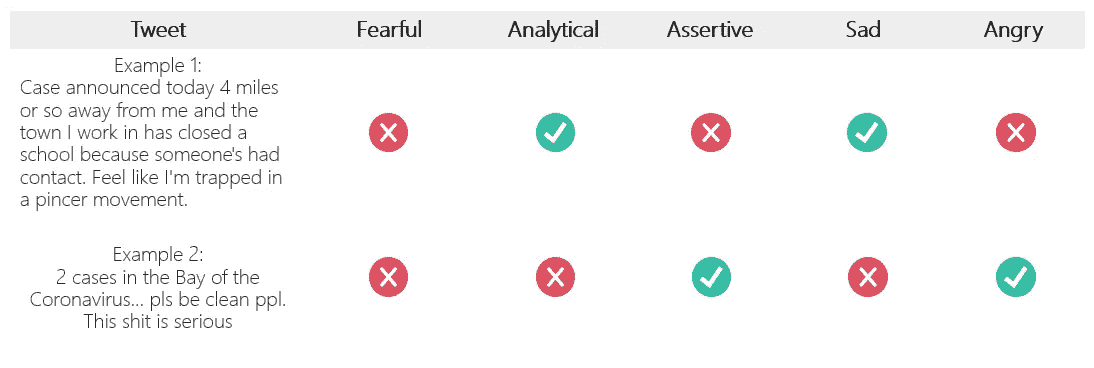 Tweet Fearful Analytical Assertive Sad Angry
Example 1:
Case announced today 4 miles
or so away from me and the
town I work in has closed a
school because someone's had
contact. Feel like I'm trapped in
a pincer movement.
Example 2:
2 cases in the Bay of the
Coronavirus... pls be clean ppl.
This shit is serious